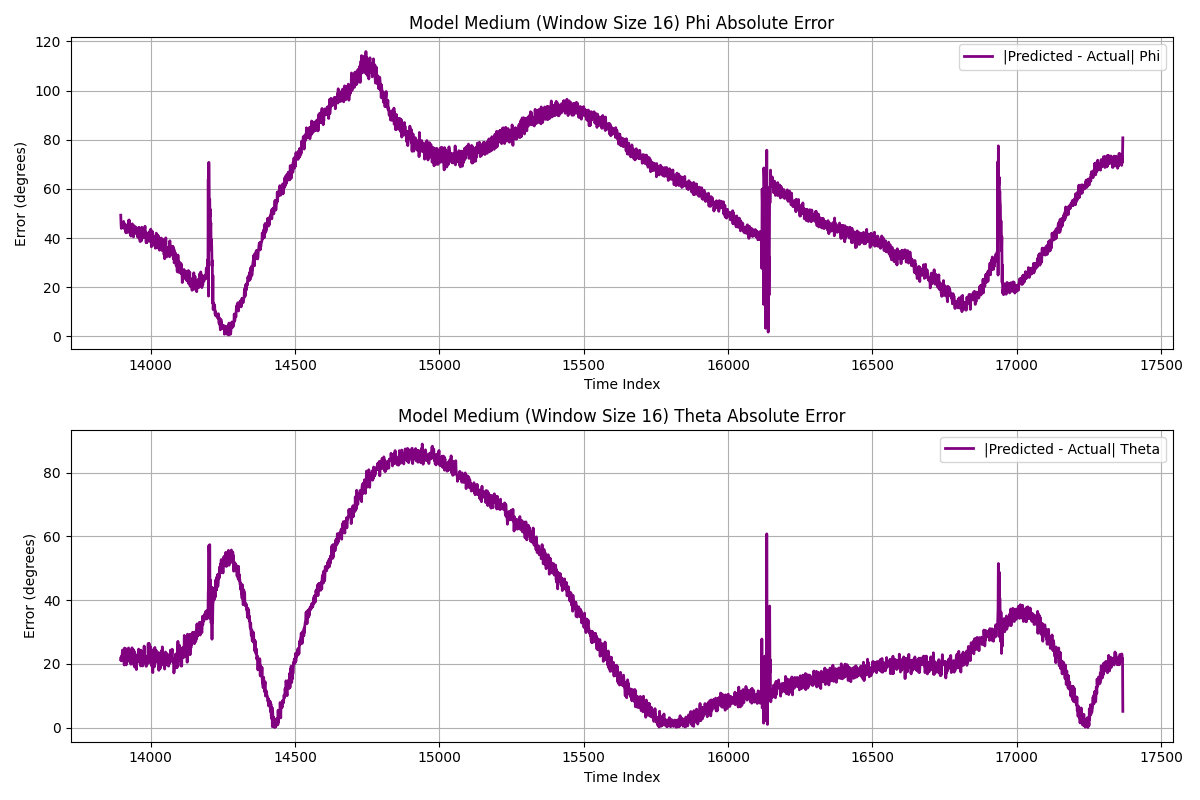 Model Medium (Window Size 16) Phi Absolute Error
|Predicted - Actual| Phi
Error (degrees)
120
100
80
60
40
20
0
14000 14500 15000 15500 16000 16500 17000 17500
Time Index
Model Medium (Window Size 16) Theta Absolute Error
|Predicted - Actual| Theta
Error (degrees)
80
60
40
20
0
14000 14500 15000 15500 16000 16500 17000 17500
Time Index